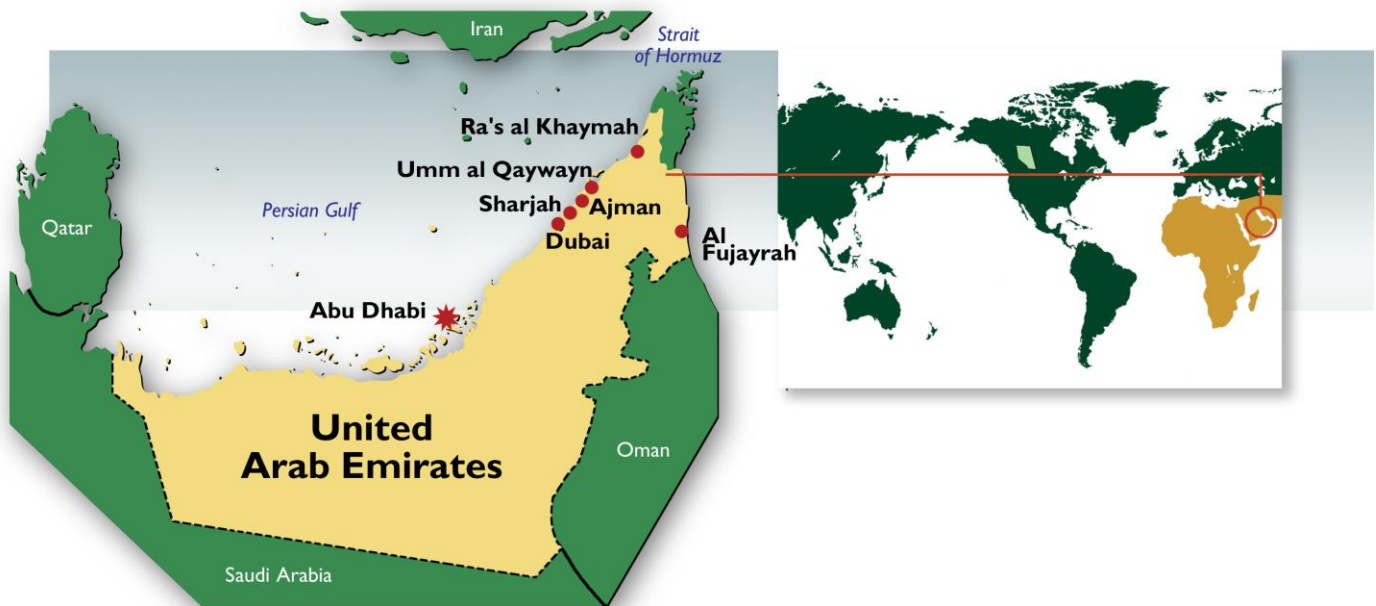 Iran
Strait
of Hormuz
Ra's al Khaymah
Umm al Qaywayn
Sharjah
Ajman
Persian Gulf
Qatar
Dubai
Al
Fujayrah
Abu Dhabi
United
Arab Emirates
Oman
Saudi Arabia